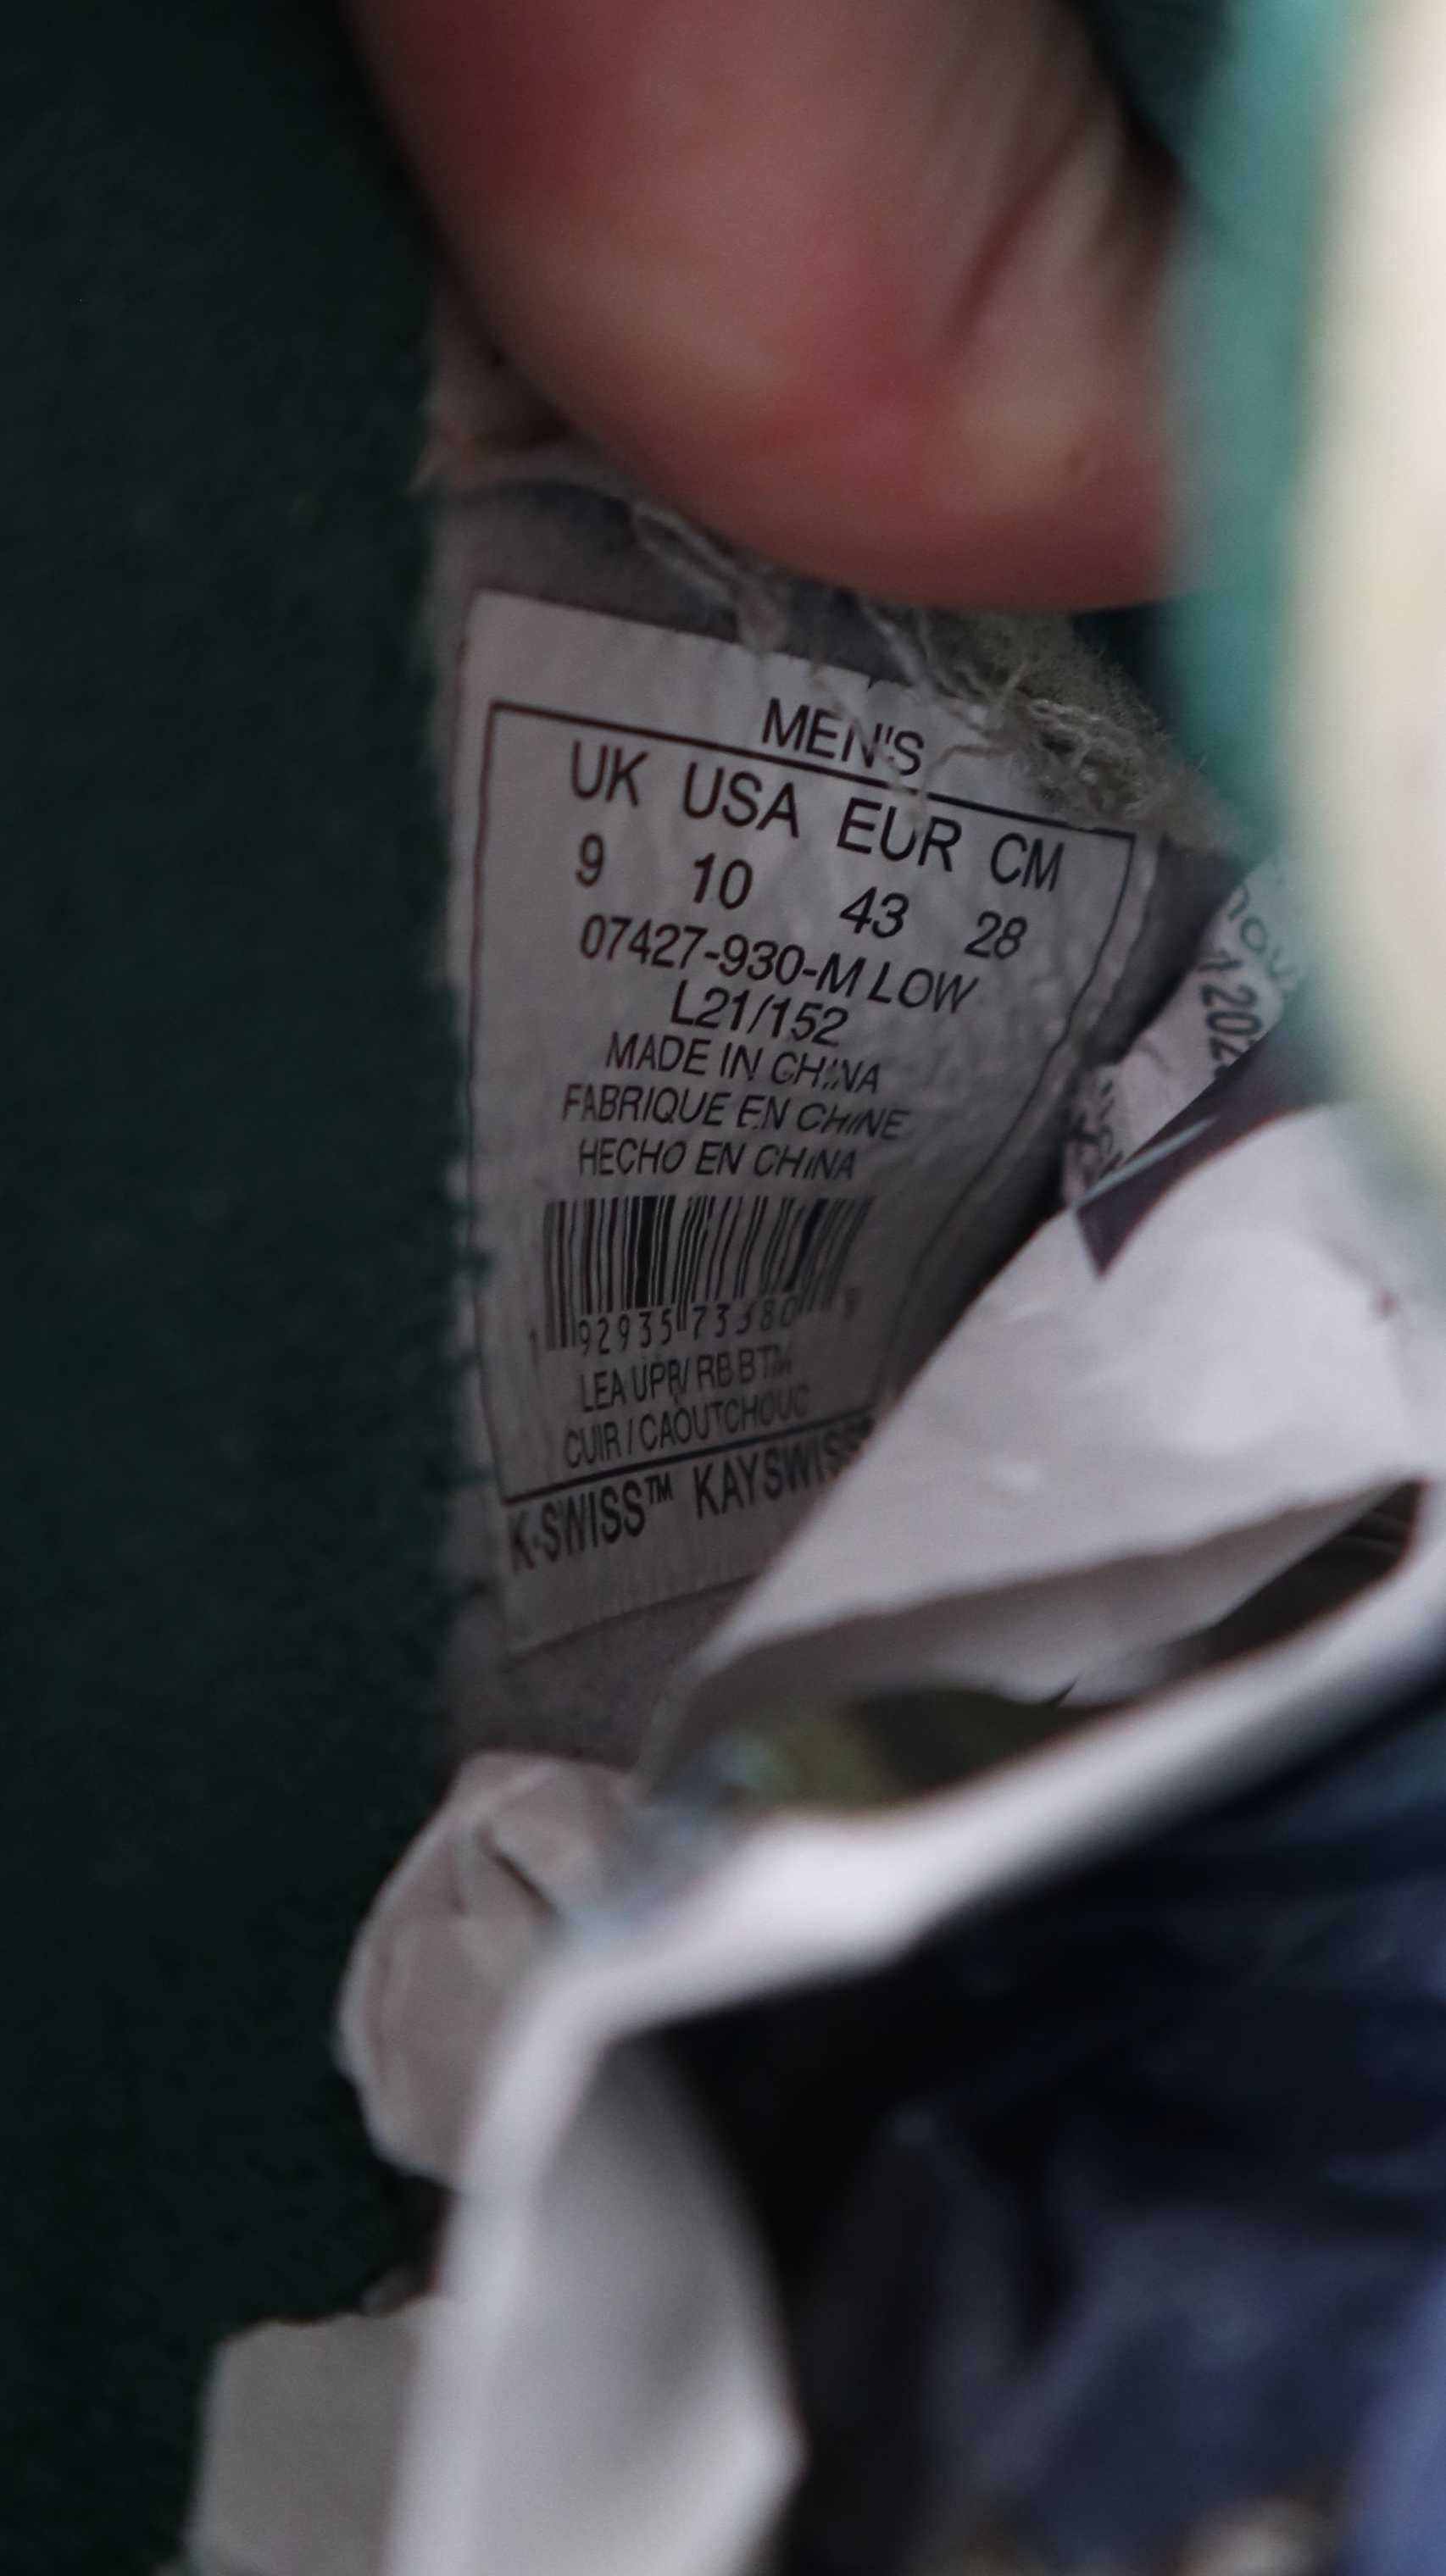 MEN'S
UK USA EUR CM
9 10 43 28
07427-930-M LOW
L21/152
MADE IN CHINA
FABRIQUE EN CHINE
HECHO EN CHINA
LEA UPR/ RB BTM
CUIR / CAOUTCHOUC
K·SWISS™ KAYSWISS